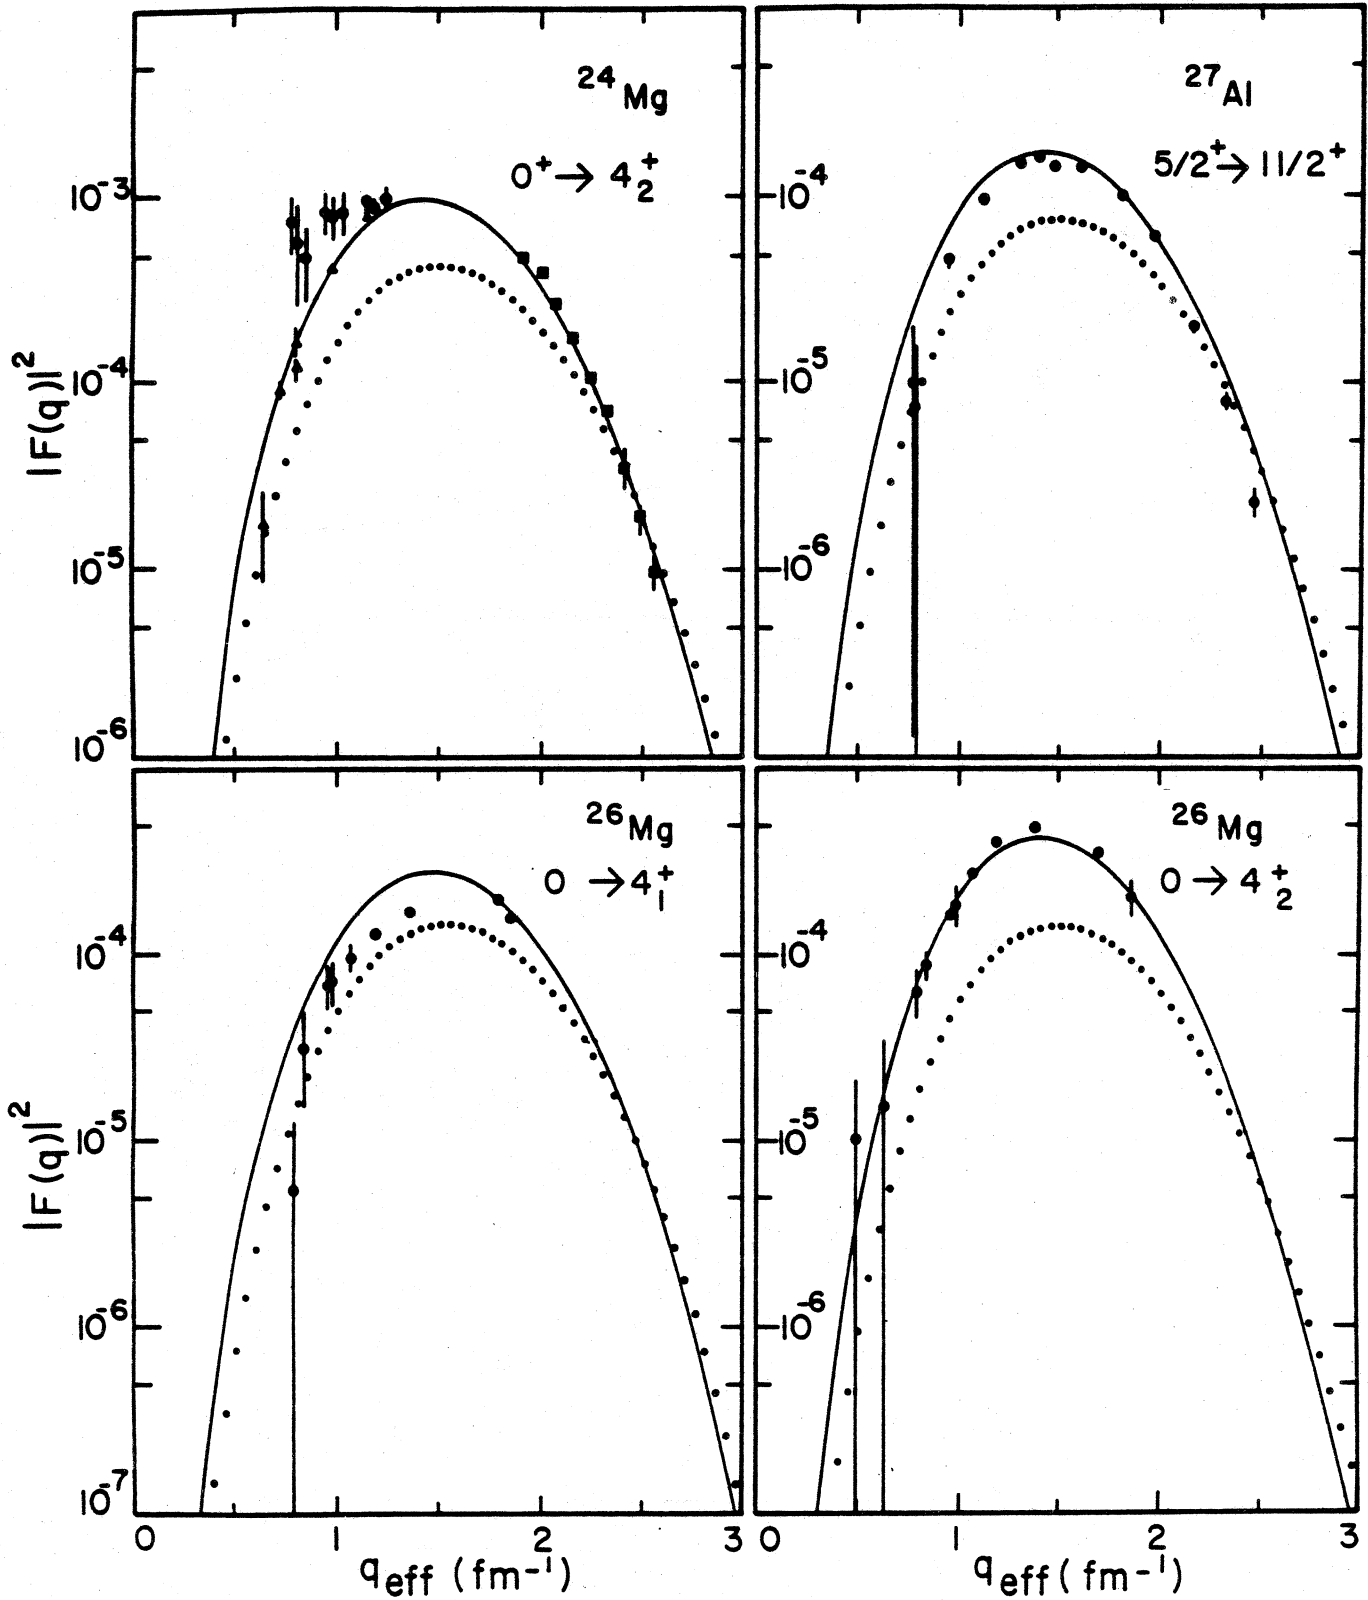 24Mg
0+ → 4+2
10-3
10-4
10-5
10-6
|F(q)|2
27Al
5/2+ → 11/2+
10-4
10-5
10-6
26Mg
0 → 4+1
10-4
10-5
10-6
10-7
|F(q)|2
0 1 2 3
qeff (fm-1)
26Mg
0 → 4+2
10-4
10-5
10-6
0 1 2 3
qeff (fm-1)